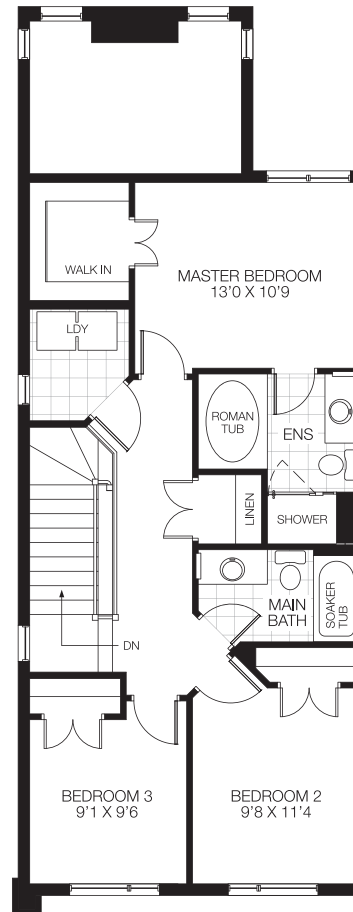 WALK IN
MASTER BEDROOM
13'0 X 10'9
LDY
ROMAN
TUB
ENS
LINEN
SHOWER
MAIN
BATH
SOAKER
TUB
DN
BEDROOM 3
9'1 X 9'6
BEDROOM 2
9'8 X 11'4